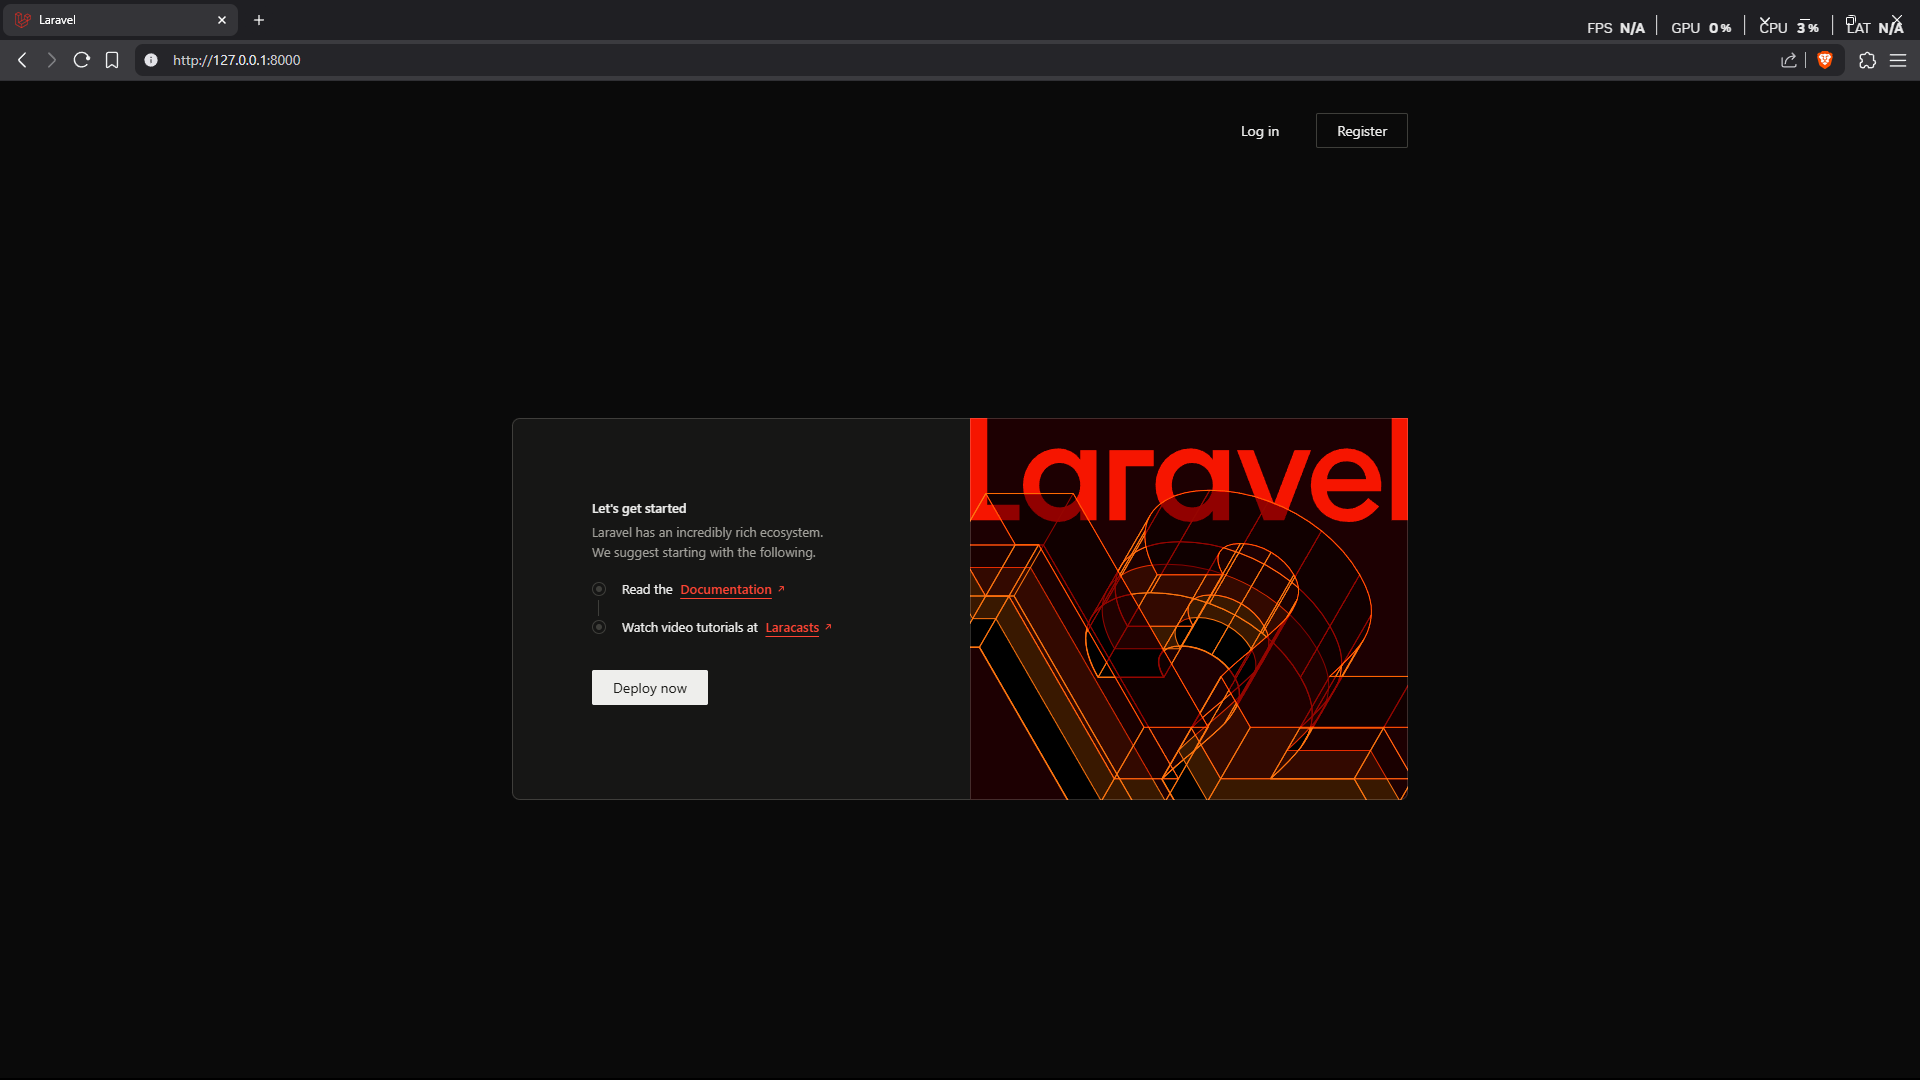 Laravel
FPS N/A GPU 0% CPU 3% LAT N/A
http://127.0.0.1:8000
Log in
Register
Let's get started
Laravel has an incredibly rich ecosystem.
We suggest starting with the following.
Read the Documentation
Watch video tutorials at Laracasts
Deploy now
Laravel